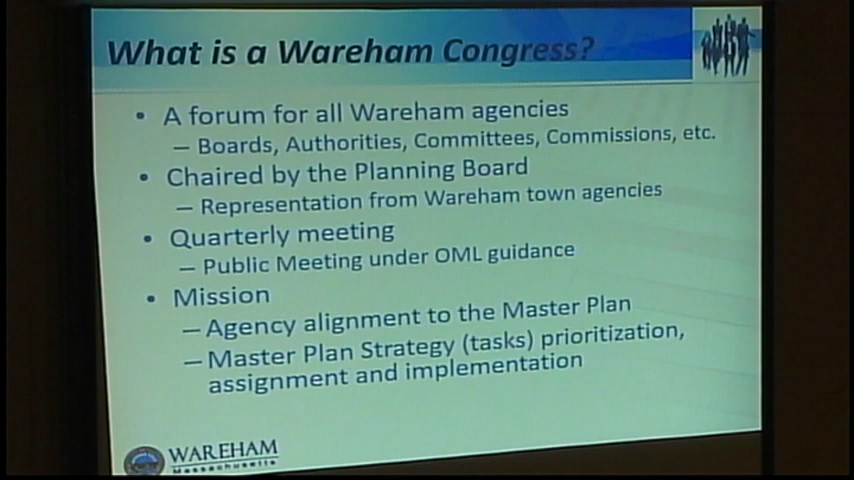 What is a Wareham Congress?
• A forum for all Wareham agencies
– Boards, Authorities, Committees, Commissions, etc.
• Chaired by the Planning Board
– Representation from Wareham town agencies
• Quarterly meeting
– Public Meeting under OML guidance
• Mission
– Agency alignment to the Master Plan
– Master Plan Strategy (tasks) prioritization,
assignment and implementation
WAREHAM
Massachusetts